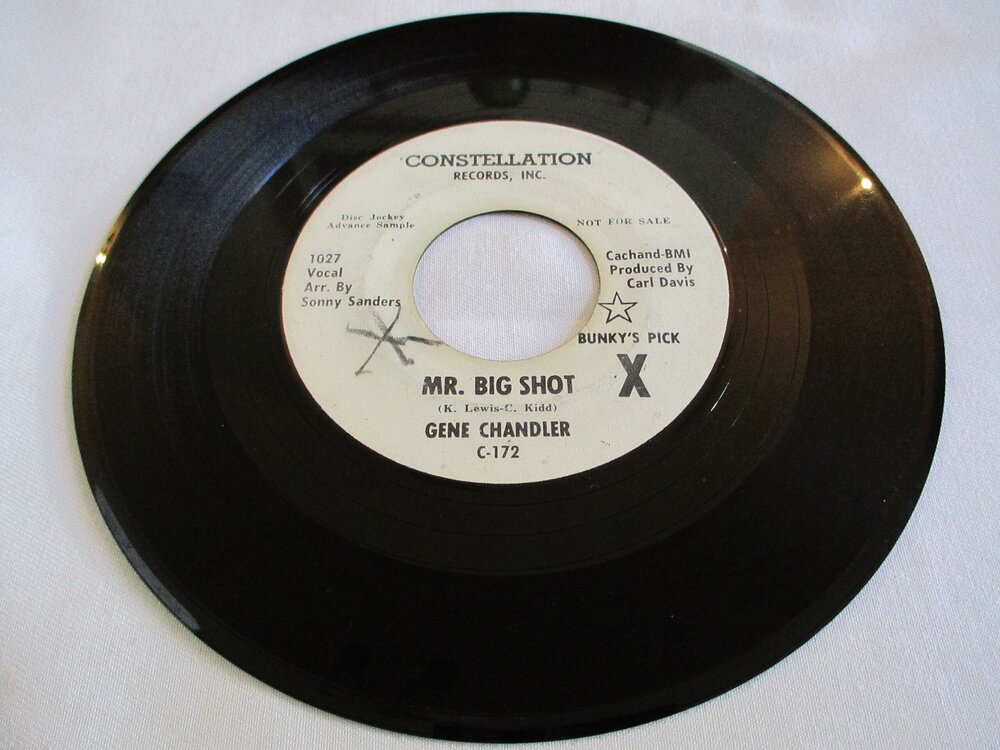 CONSTELLATION
RECORDS, INC.
Disc Jockey
Advance Sample
NOT FOR SALE
1027
Vocal
Arr. By
Sonny Sanders
Cachand-BMI
Produced By
Carl Davis
BUNKY'S PICK
X
MR. BIG SHOT
(K. Lewis-C. Kidd)
GENE CHANDLER
C-172